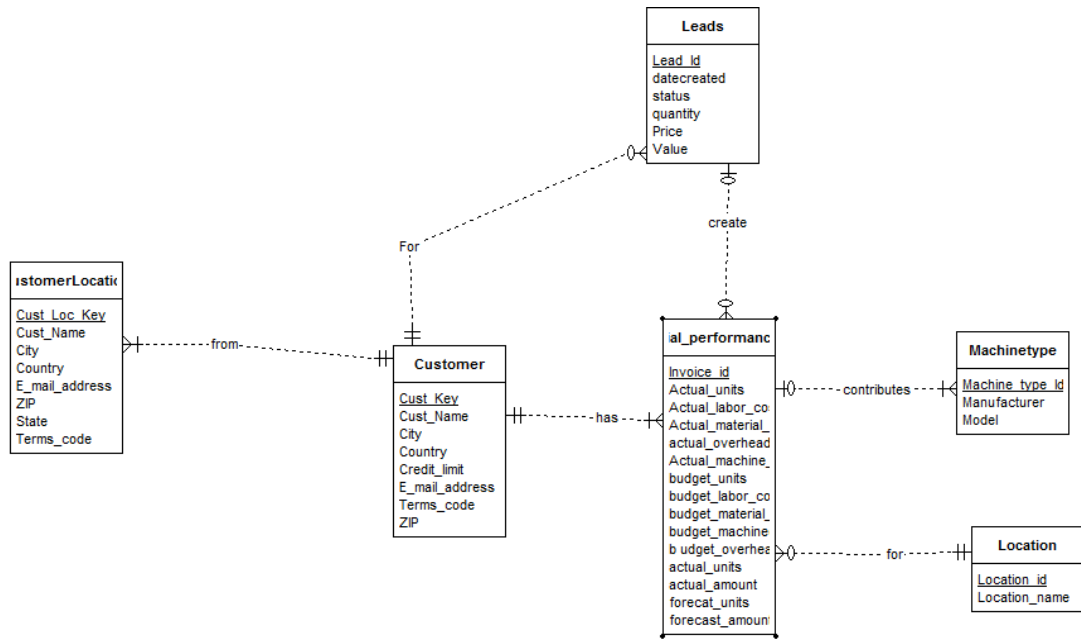 Leads
Lead_Id
datecreated
status
quantity
Price
Value
create
For
ıstomerLocatic
Cust_Loc_Key
Cust_Name
City
Country
E_mail_address
ZIP
State
Terms_code
from
Customer
Cust_Key
Cust_Name
City
Country
Credit_limit
E_mail_address
Terms_code
ZIP
has
ial_performanc
Invoice_id
Actual_units
Actual_labor_co
Actual_material_
actual_overhead
Actual_machine_
budget_units
budget_labor_co
budget_material_
budget_machine
b udget_overhea
actual_units
actual_amount
forecat_units
forecast_amount
contributes
Machinetype
Machine_type_Id
Manufacturer
Model
for
Location
Location_id
Location_name